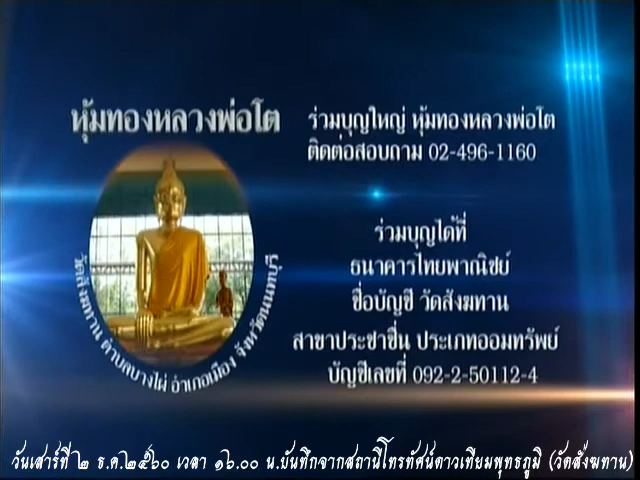 หุ้มทองหลวงพ่อโต
วัดสังฆทาน ตำบลบางไผ่ อำเภอเมือง จังหวัดนนทบุรี
ร่วมบุญใหญ่ หุ้มทองหลวงพ่อโต
ติดต่อสอบถาม 02-496-1160
ร่วมบุญได้ที่
ธนาคารไทยพาณิชย์
ชื่อบัญชี วัดสังฆทาน
สาขาประชาชื่น ประเภทออมทรัพย์
บัญชีเลขที่ 092-2-50112-4
วันเสาร์ที่ ๒ ธ.ค.๒๕๖๐ เวลา ๑๖.๐๐ น.บันทึกจากสถานีโทรทัศน์ดาวเทียมพุทธภูมิ (วัดสังฆทาน)